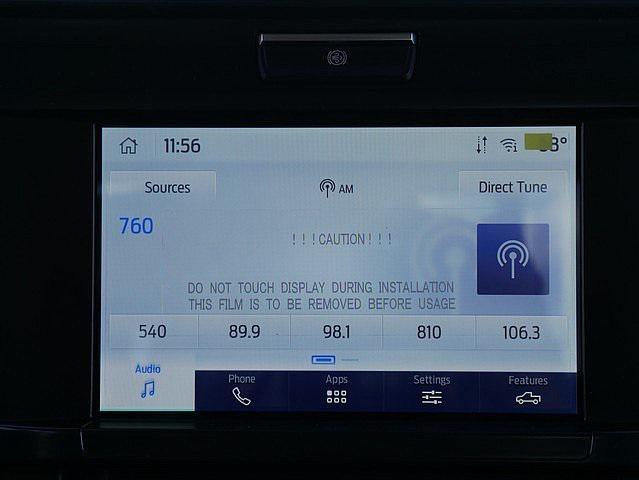 11:56
3°
Sources
AM
Direct Tune
760
!!!CAUTION!!!
DO NOT TOUCH DISPLAY DURING INSTALLATION
THIS FILM IS TO BE REMOVED BEFORE USAGE
540 89.9 98.1 810 106.3
Audio Phone Apps Settings Features